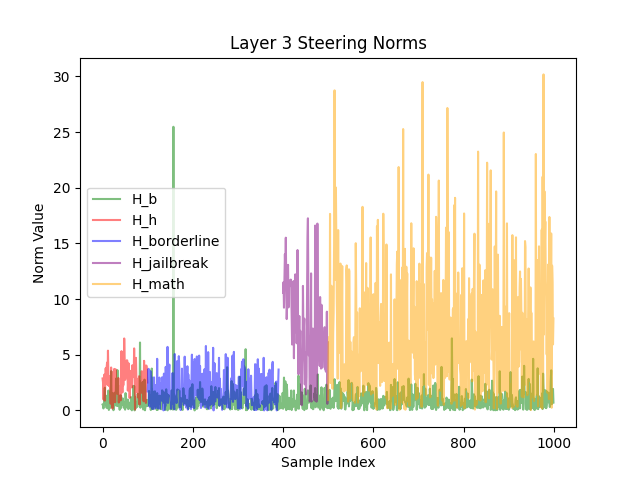 Layer 3 Steering Norms
Norm Value
30
25
20
15
10
5
0
H_b
H_h
H_borderline
H_jailbreak
H_math
0 200 400 600 800 1000
Sample Index